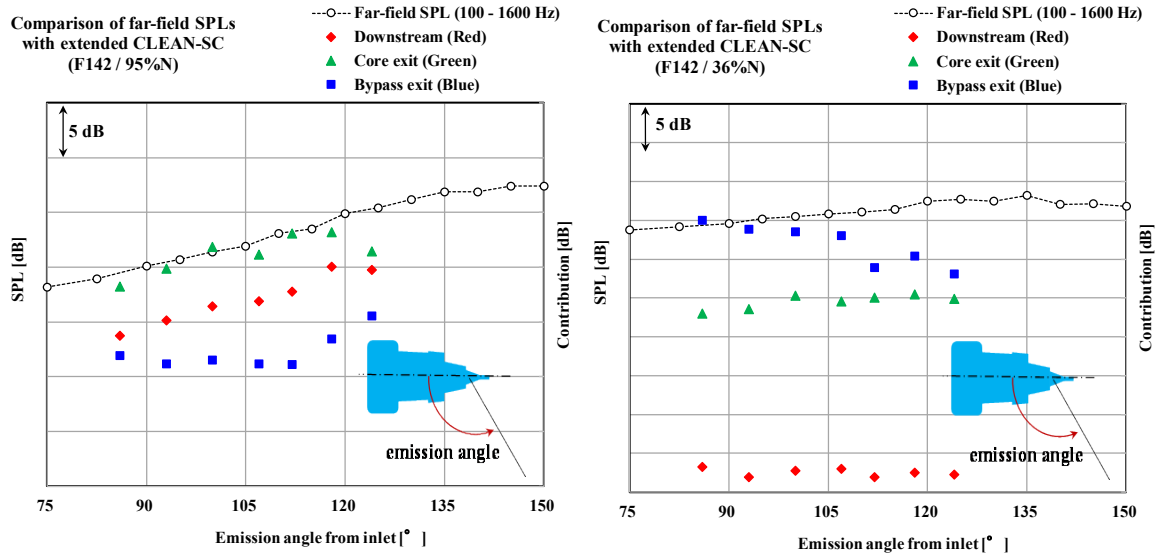 Comparison of far-field SPLs
with extended CLEAN-SC
(F142 / 95%N)
Far-field SPL (100 - 1600 Hz)
Downstream (Red)
Core exit (Green)
Bypass exit (Blue)
5 dB
SPL [dB]
Contribution [dB]
emission angle
75
90
105
120
135
150
Emission angle from inlet [°]
Comparison of far-field SPLs
with extended CLEAN-SC
(F142 / 36%N)
Far-field SPL (100 - 1600 Hz)
Downstream (Red)
Core exit (Green)
Bypass exit (Blue)
5 dB
SPL [dB]
Contribution [dB]
emission angle
75
90
105
120
135
150
Emission angle from inlet [°]